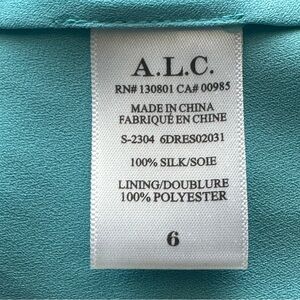 A.L.C.
RN# 130801 CA# 00985
MADE IN CHINA
FABRIQUÉ EN CHINE
S-2304 6DRES02031
100% SILK/SOIE
LINING/DOUBLURE
100% POLYESTER
6